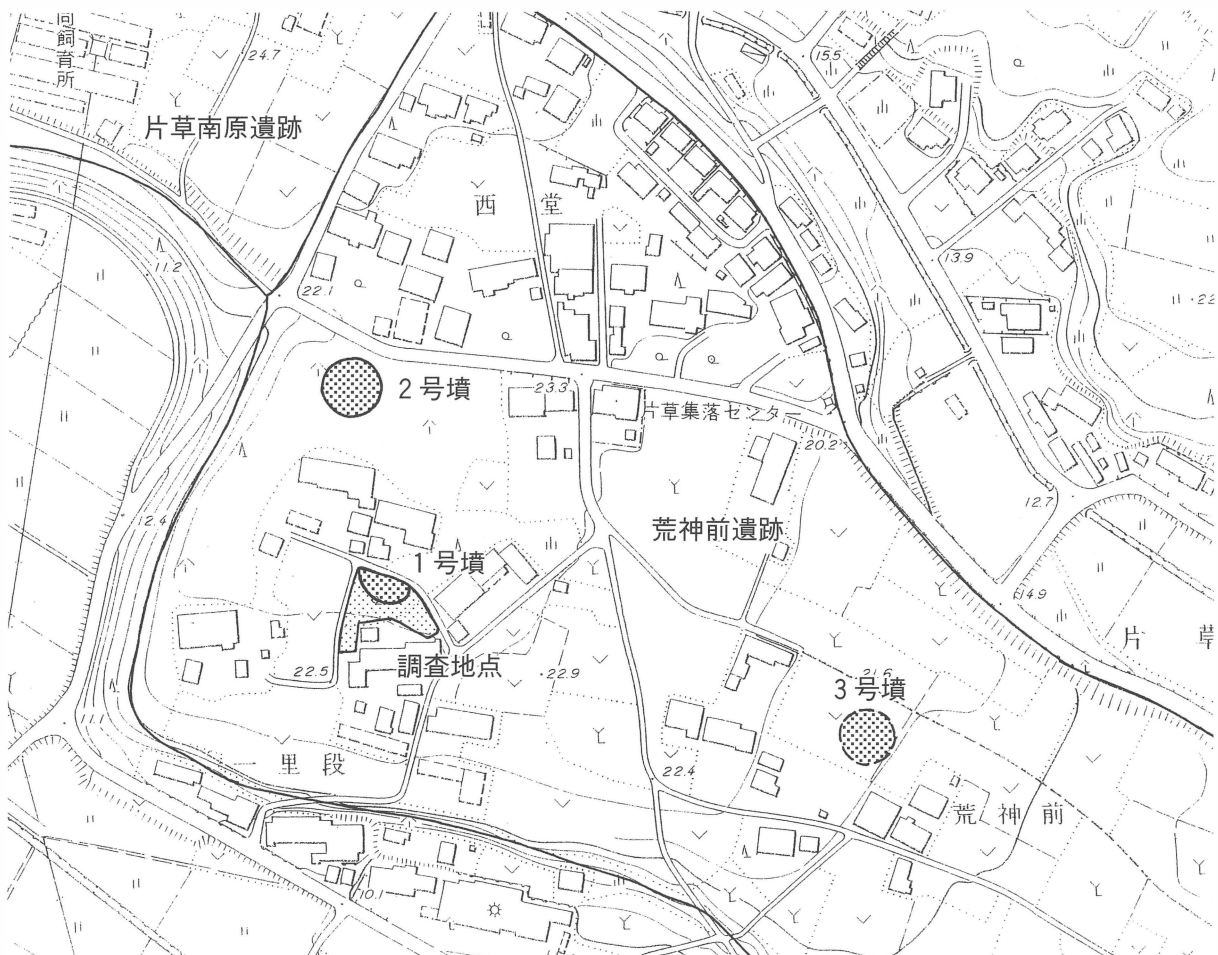 同飼育所
24.7
15.5
片草南原遺跡
西堂
11.2
22.1
13.9
2号墳
23.3
片草集落センター
20.2
12.4
12.7
荒神前遺跡
1号墳
14.9
片草
調査地点
22.5
22.9
21.6
3号墳
一里段
22.4
荒神前
10.1